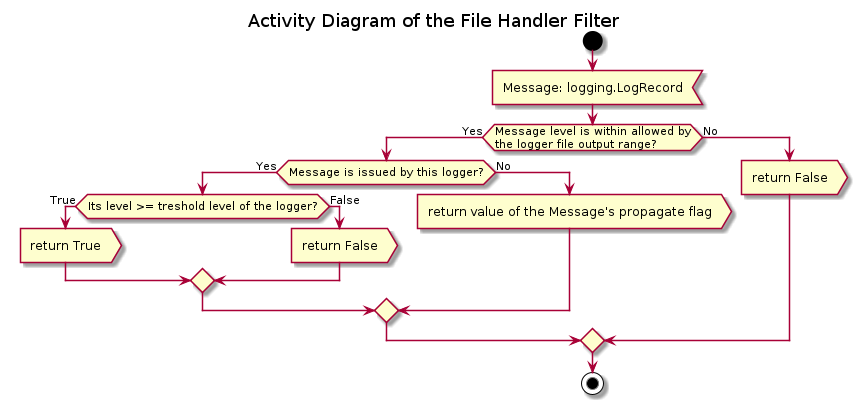 Activity Diagram of the File Handler Filter
Message: logging.LogRecord
Yes
Message level is within allowed by
the logger file output range?
No
Yes
Message is issued by this logger?
No
return False
True
Its level >= treshold level of the logger?
False
return value of the Message's propagate flag
return True
return False